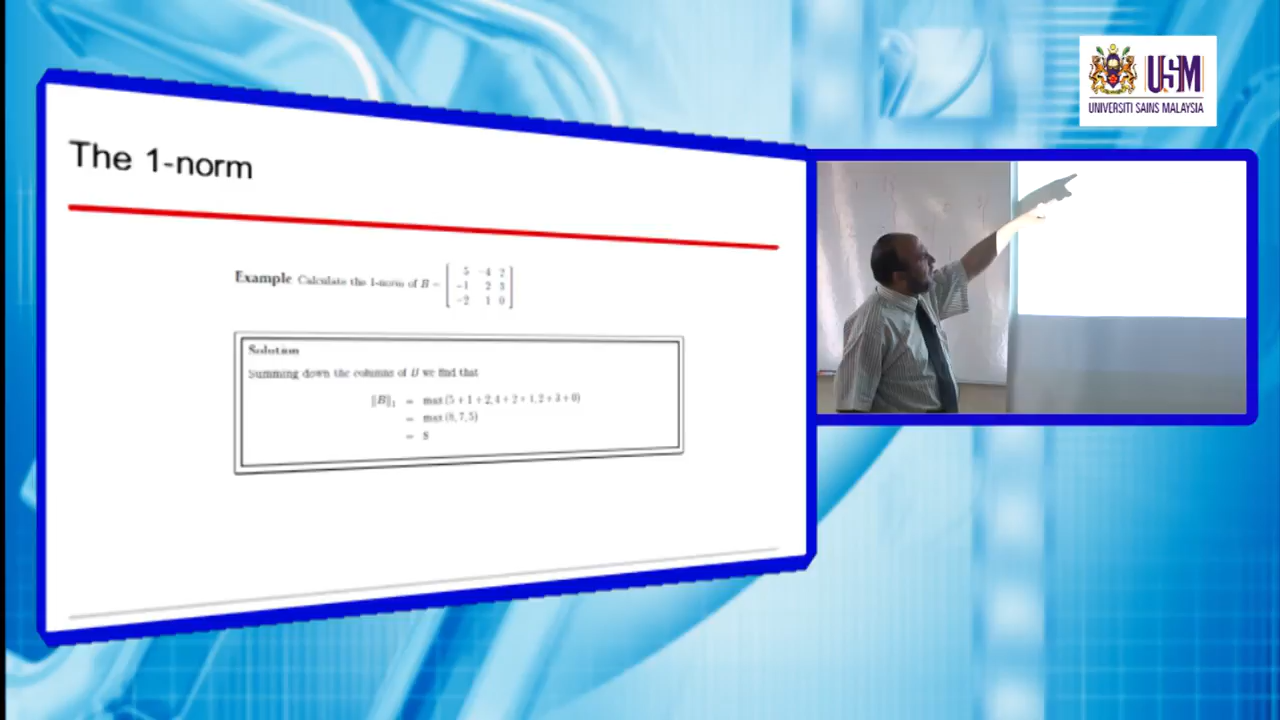 USM
UNIVERSITI SAINS MALAYSIA
The 1-norm
Example Calculate the 1-norm of B =
5 -4 2
-1 2 3
-2 1 0
Solution
Summing down the columns of B we find that
‖B‖₁ = max (5 + 1 + 2, 4 + 2 + 1, 2 + 3 + 0)
= max (8, 7, 5)
= 8